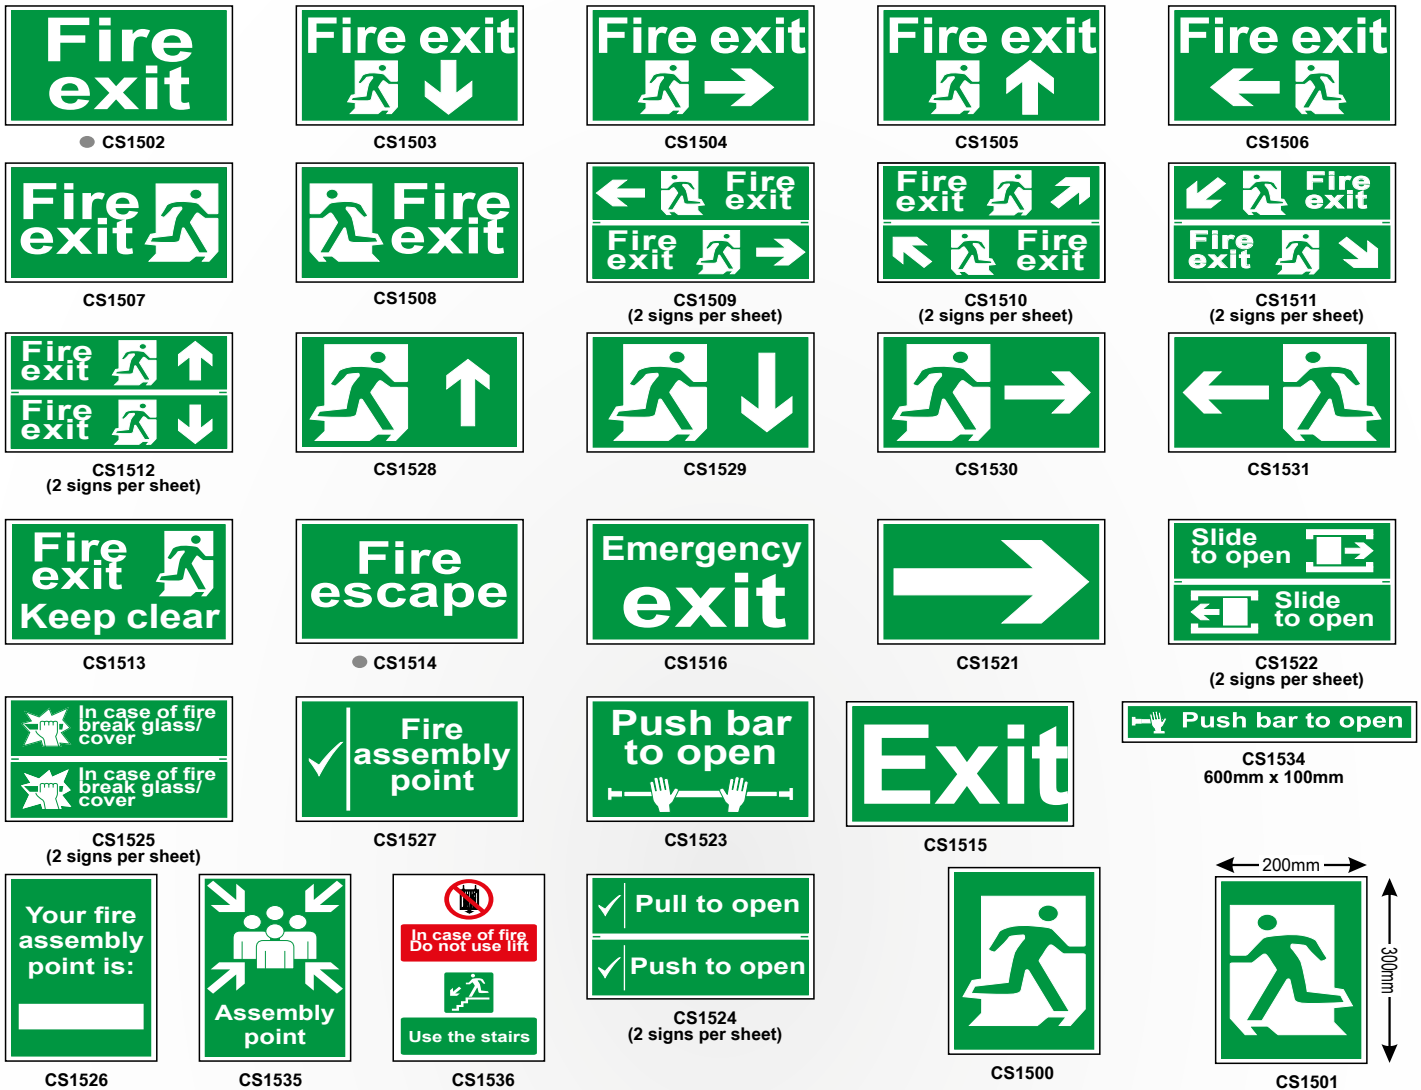 Fire
exit
CS1502
Fire exit
CS1503
Fire exit
CS1504
Fire exit
CS1505
Fire exit
CS1506
Fire
exit
CS1507
Fire
exit
CS1508
Fire
exit
Fire
exit
CS1509
(2 signs per sheet)
Fire
exit
Fire
exit
CS1510
(2 signs per sheet)
Fire
exit
Fire
exit
CS1511
(2 signs per sheet)
Fire
exit
Fire
exit
CS1512
(2 signs per sheet)
CS1528
CS1529
CS1530
CS1531
Fire
exit
Keep clear
CS1513
Fire
escape
CS1514
Emergency
exit
CS1516
CS1521
Slide
to open
Slide
to open
CS1522
(2 signs per sheet)
In case of fire
break glass/
cover
In case of fire
break glass/
cover
CS1525
(2 signs per sheet)
Fire
assembly
point
CS1527
Push bar
to open
CS1523
Exit
CS1515
Push bar to open
CS1534
600mm x 100mm
Your fire
assembly
point is:
CS1526
Assembly
point
CS1535
In case of fire
Do not use lift
Use the stairs
CS1536
Pull to open
Push to open
CS1524
(2 signs per sheet)
CS1500
200mm
300mm
CS1501